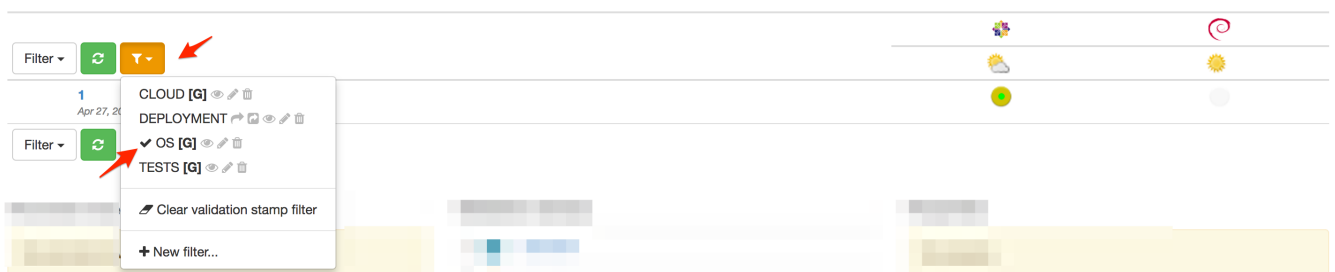 Filter
1
Apr 27, 20
CLOUD [G]
DEPLOYMENT
OS [G]
TESTS [G]
Filter
Clear validation stamp filter
New filter...